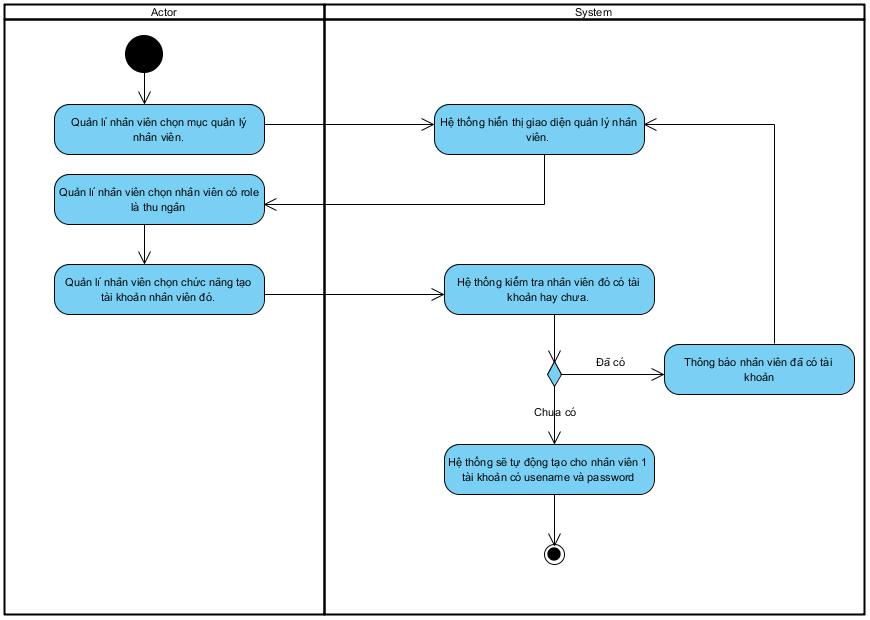 Actor
System
Quản lí nhân viên chọn mục quản lý
nhân viên.
Hệ thống hiển thị giao diện quản lý nhân
viên.
Quản lí nhân viên chọn nhân viên có role
là thu ngân
Quản lí nhân viên chọn chức năng tạo
tài khoản nhân viên đó.
Hệ thống kiểm tra nhân viên đó có tài
khoản hay chưa.
Đã có
Thông báo nhân viên đã có tài
khoản
Chưa có
Hệ thống sẽ tự động tạo cho nhân viên 1
tài khoản có usename và password